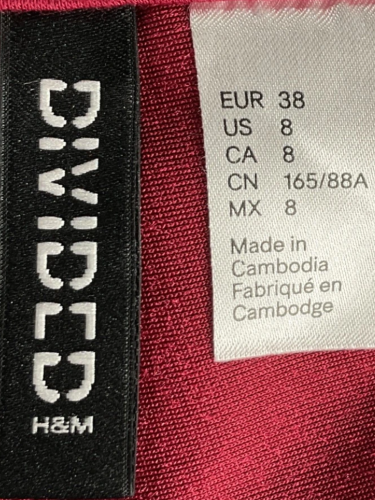 DIVIDED
H&M
EUR 38
US 8
CA 8
CN 165/88A
MX 8
Made in
Cambodia
Fabriqué en
Cambodge